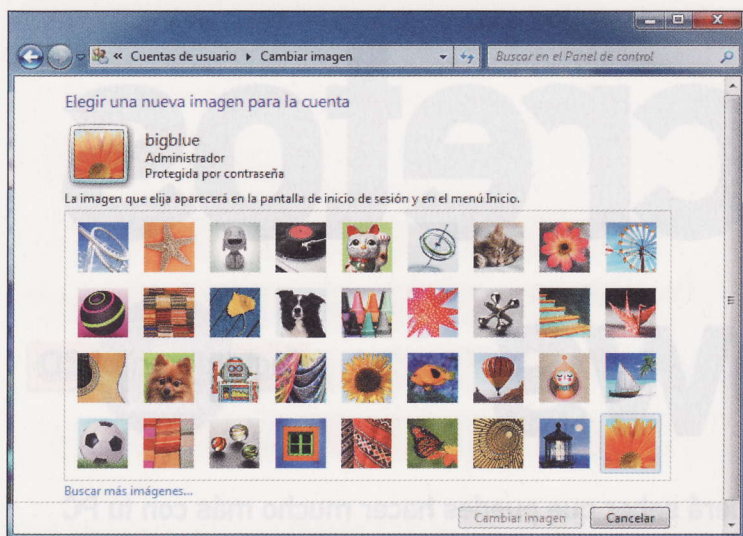 « Cuentas de usuario ▸ Cambiar imagen
Buscar en el Panel de control
Elegir una nueva imagen para la cuenta
bigblue
Administrador
Protegida por contraseña
La imagen que elija aparecerá en la pantalla de inicio de sesión y en el menú Inicio.
Buscar más imágenes...
Cambiar imagen
Cancelar